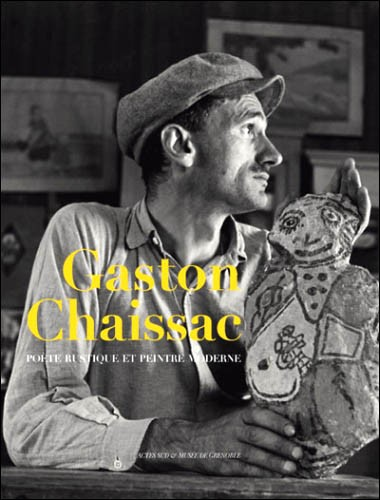 Gaston
Chaissac
POÈTE RUSTIQUE ET PEINTRE MODERNE
ACTES SUD & MUSÉE DE GRENOBLE